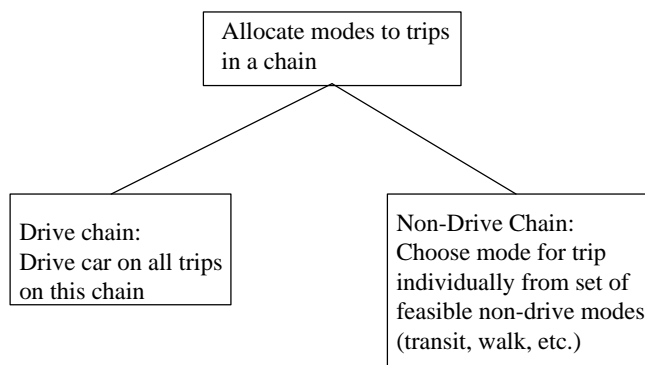 Allocate modes to trips
in a chain
Drive chain:
Drive car on all trips
on this chain
Non-Drive Chain:
Choose mode for trip
individually from set of
feasible non-drive modes
(transit, walk, etc.)